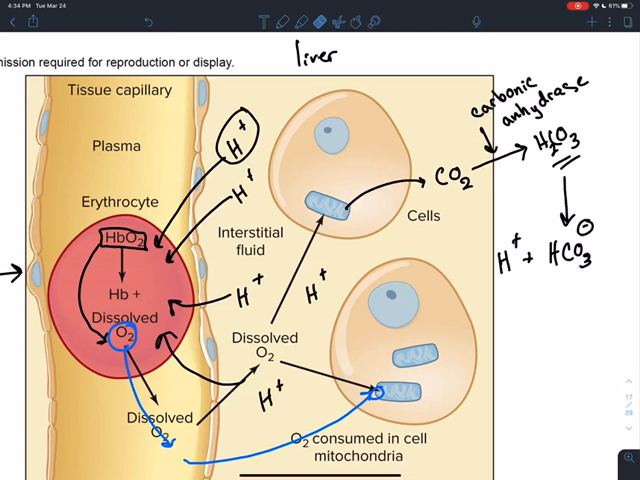 4:34 PM Tue Mar 24
61%
mission required for reproduction or display.
liver
Tissue capillary
Plasma
Erythrocyte
HbO₂
Hb +
Dissolved
O₂
Dissolved
O₂
Interstitial
fluid
Dissolved
O₂
Cells
O₂ consumed in cell
mitochondria
H⁺
H⁺
H⁺
H⁺
H⁺
CO₂
carbonic
anhydrase
H₂CO₃
H⁺ + HCO₃⁻
17
29